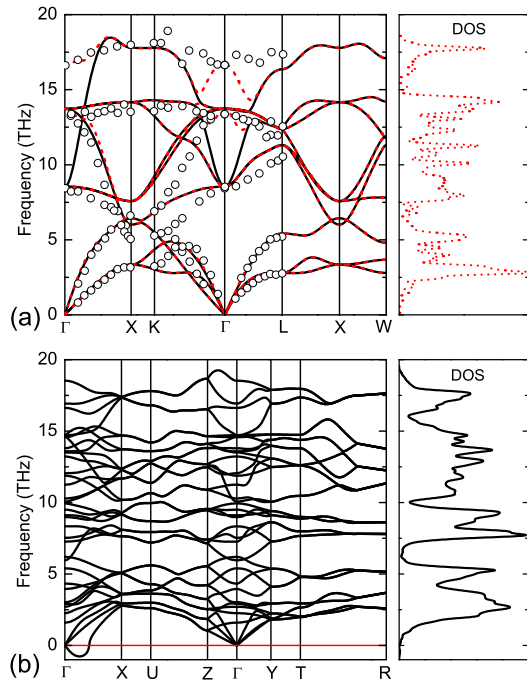 20
DOS
15
10
5
0
Frequency (THz)
(a)
Γ X K Γ L X W
20
DOS
15
10
5
0
Frequency (THz)
(b)
Γ X U Z Γ Y T R